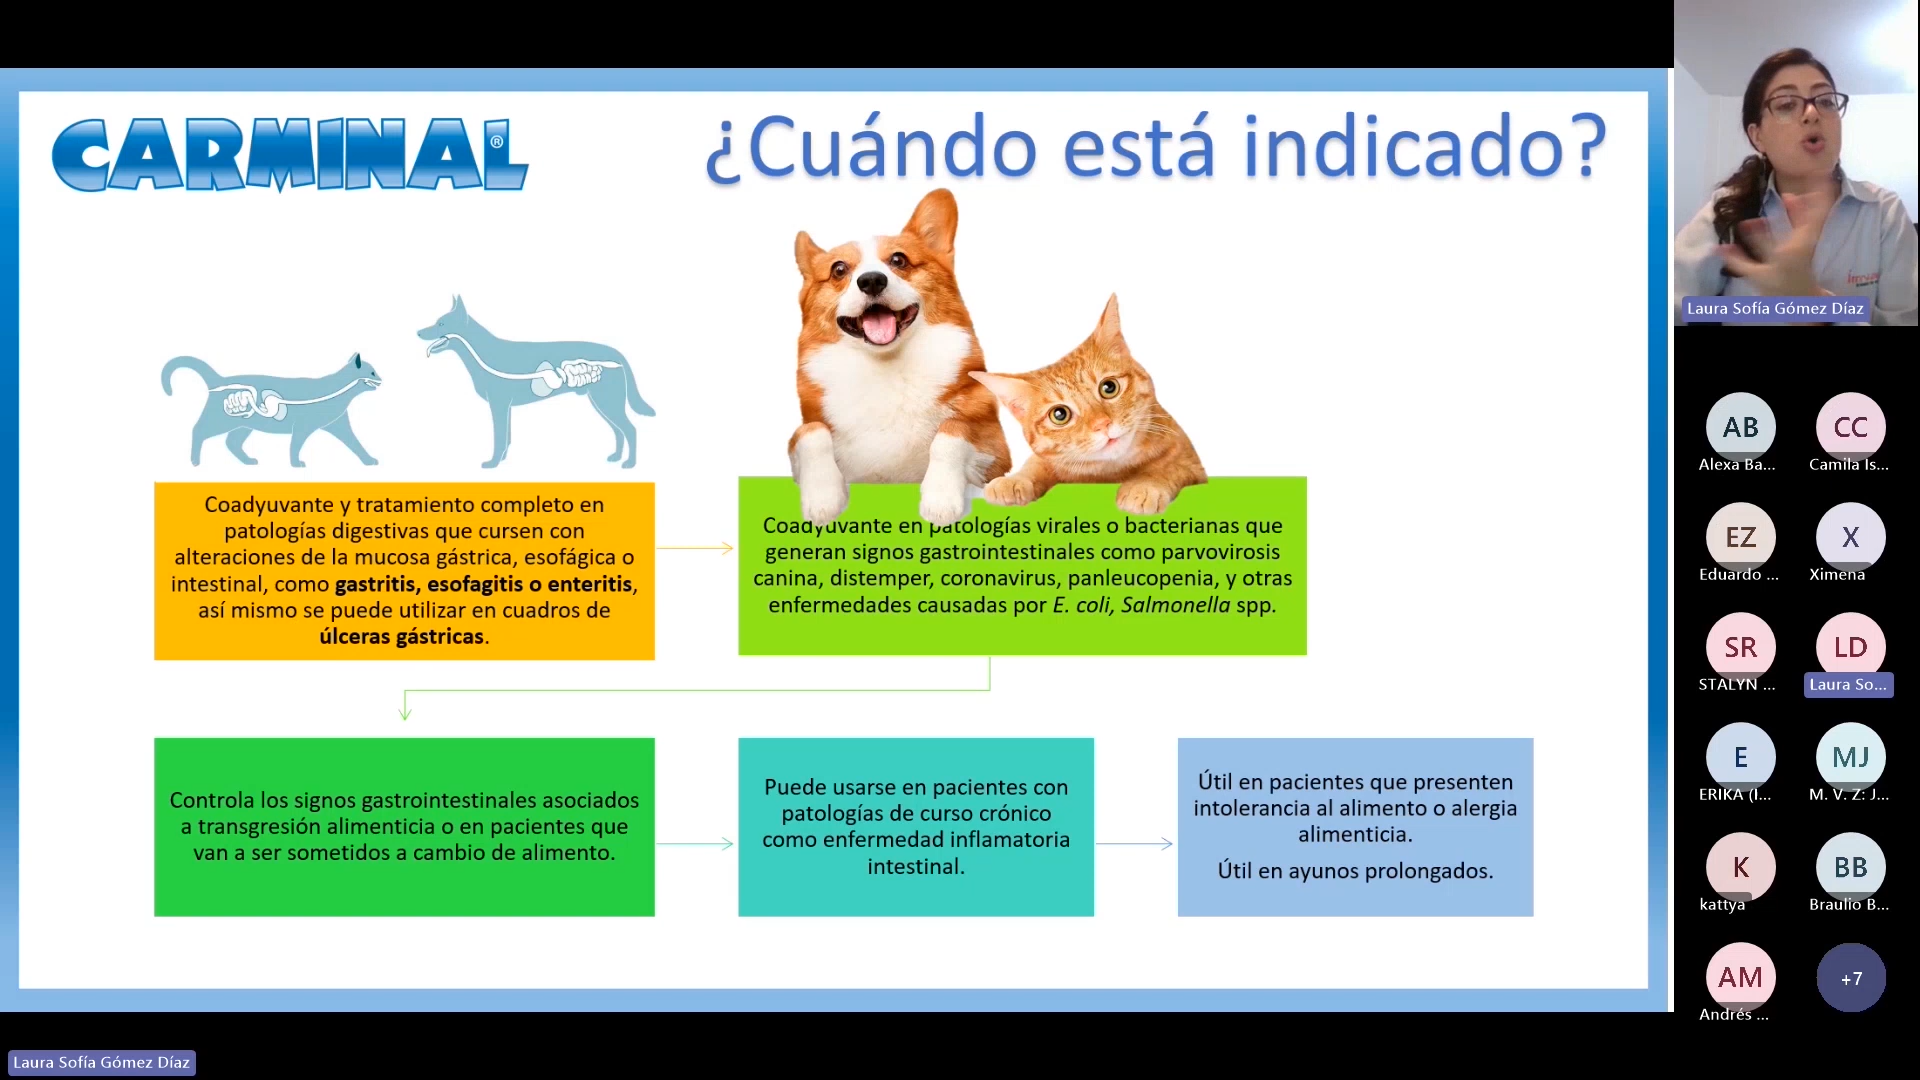 CARMINAL®
¿Cuándo está indicado?
Coadyuvante y tratamiento completo en
patologías digestivas que cursen con
alteraciones de la mucosa gástrica, esofágica o
intestinal, como gastritis, esofagitis o enteritis,
así mismo se puede utilizar en cuadros de
úlceras gástricas.
Coadyuvante en patologías virales o bacterianas que
generan signos gastrointestinales como parvovirosis
canina, distemper, coronavirus, panleucopenia, y otras
enfermedades causadas por E. coli, Salmonella spp.
Controla los signos gastrointestinales asociados
a transgresión alimenticia o en pacientes que
van a ser sometidos a cambio de alimento.
Puede usarse en pacientes con
patologías de curso crónico
como enfermedad inflamatoria
intestinal.
Útil en pacientes que presenten
intolerancia al alimento o alergia
alimenticia.
Útil en ayunos prolongados.
Laura Sofía Gómez Díaz
AB
Alexa Ba...
CC
Camila Is...
EZ
Eduardo ...
X
Ximena
SR
STALYN ...
LD
Laura So...
E
ERIKA (I...
MJ
M. V. Z: J...
K
kattya
BB
Braulio B...
AM
Andrés ...
+7
Laura Sofía Gómez Díaz